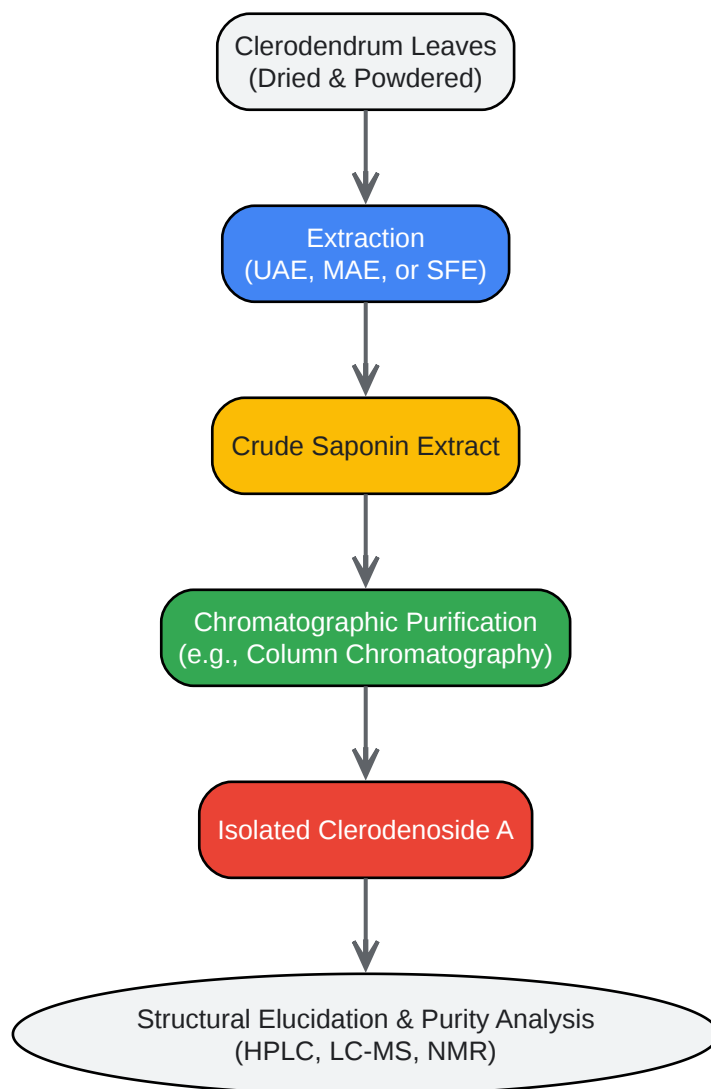 Clerodendrum Leaves
(Dried & Powdered)
Extraction
(UAE, MAE, or SFE)
Crude Saponin Extract
Chromatographic Purification
(e.g., Column Chromatography)
Isolated Clerodenoside A
Structural Elucidation & Purity Analysis
(HPLC, LC-MS, NMR)